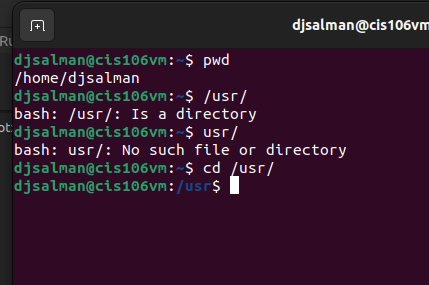 djsalman@cis106vm
Ru
djsalman@cis106vm:~$ pwd
/home/djsalman
djsalman@cis106vm:~$ /usr/
bash: /usr/: Is a directory
djsalman@cis106vm:~$ usr/
bash: usr/: No such file or directory
djsalman@cis106vm:~$ cd /usr/
djsalman@cis106vm:/usr$